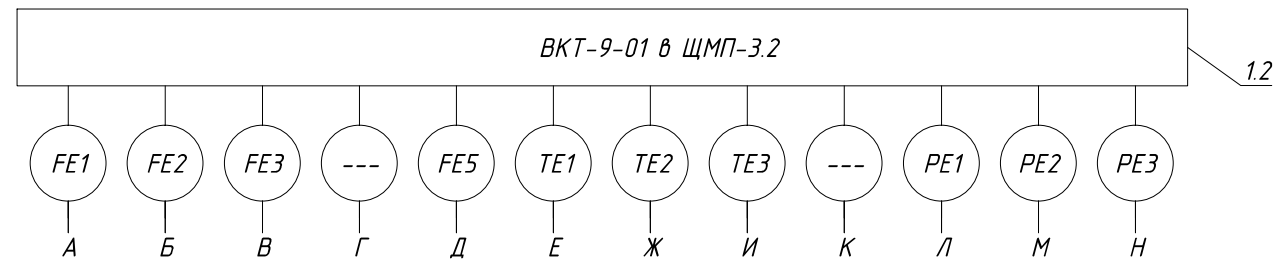 ВКТ-9-01 в ЩМП-3.2
1.2
FE1 FE2 FE3 --- FE5 TE1 TE2 TE3 --- PE1 PE2 PE3
А Б В Г Д Е Ж И К Л М Н